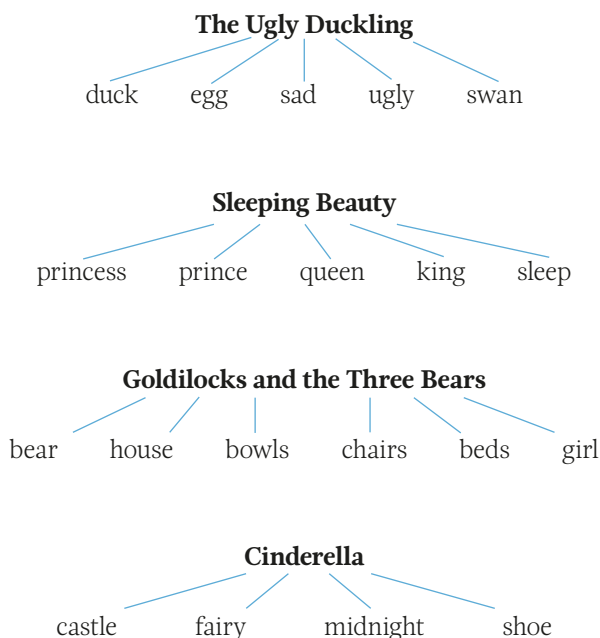 The Ugly Duckling
duck egg sad ugly swan
Sleeping Beauty
princess prince queen king sleep
Goldilocks and the Three Bears
bear house bowls chairs beds girl
Cinderella
castle fairy midnight shoe